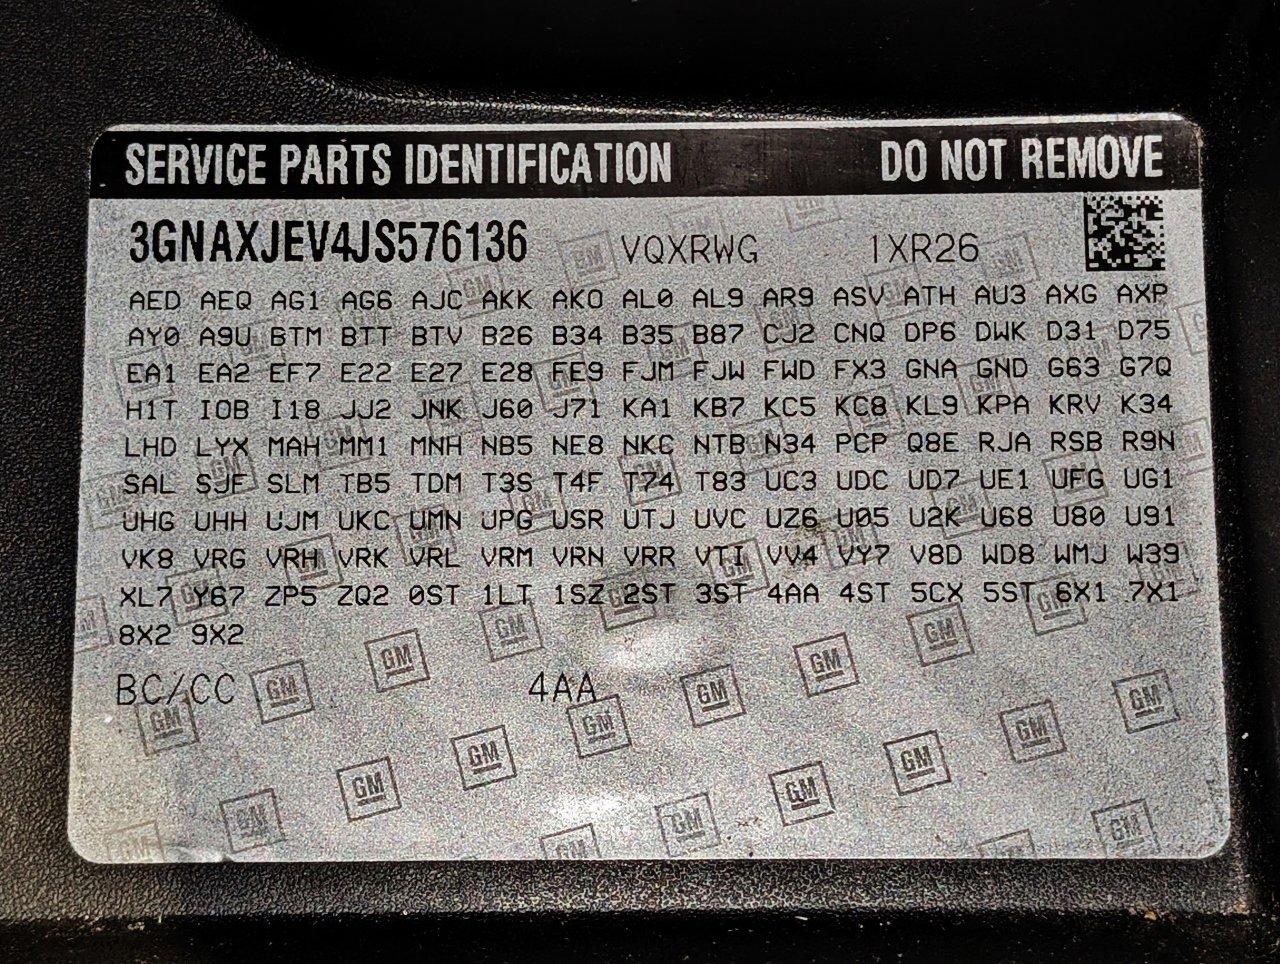 SERVICE PARTS IDENTIFICATION DO NOT REMOVE
3GNAXJEV4JS576136 VQXRWG 1XR26
AED AEQ AG1 AG6 AJC AKK AKO AL0 AL9 AR9 ASV ATH AU3 AXG AXP
AY0 A9U BTM BTT BTV B26 B34 B35 B87 CJ2 CNQ DP6 DWK D31 D75
EA1 EA2 EF7 E22 E27 E28 FE9 FJM FJW FWD FX3 GNA GND G63 G7Q
H1T IOB I18 JJ2 JNK J60 J71 KA1 KB7 KC5 KC8 KL9 KPA KRV K34
LHD LYX MAH MM1 MNH NB5 NE8 NKC NTB N34 PCP Q8E RJA RSB R9N
SAL SJF SLM TB5 TDM T3S T4F T74 T83 UC3 UDC UD7 UE1 UFG UG1
UHG UHH UJM UKC UMN UPG USR UTJ UVC UZ6 U05 U2K U68 U80 U91
VK8 VRG VRH VRK VRL VRM VRN VRR VTI VV4 VY7 V8D WD8 WMJ W39
XL7 Y67 ZP5 ZQ2 0ST 1LT 1SZ 2ST 3ST 4AA 4ST 5CX 5ST 6X1 7X1
8X2 9X2
BC/CC 4AA